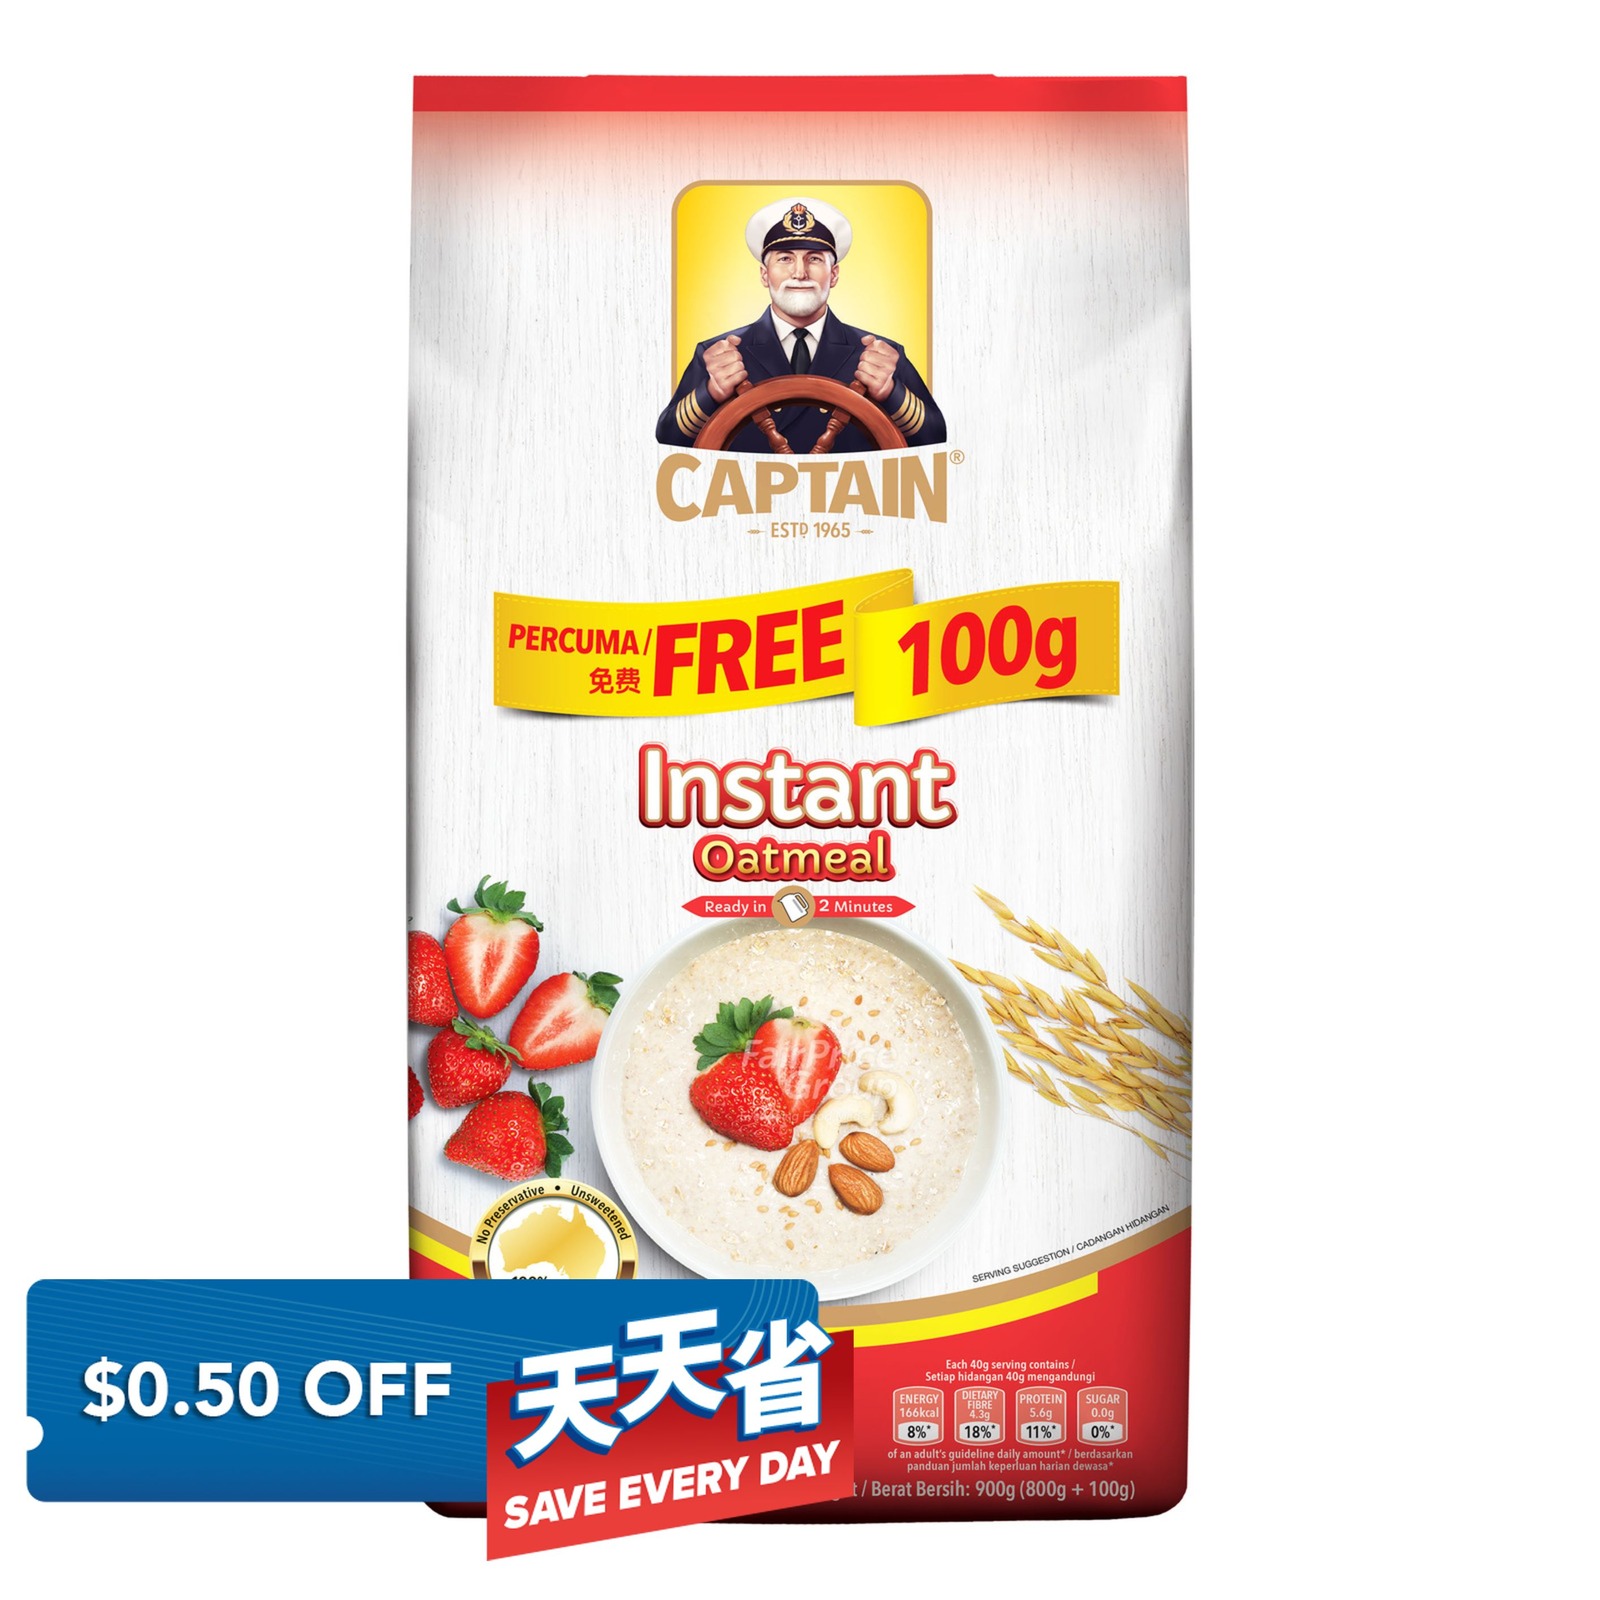 CAPTAIN®
ESTD 1965
PERCUMA/
免费
FREE
100g
Instant
Oatmeal
Ready in 2 Minutes
FairPrice
Group
No Preservative • Unsweetened
100%
SERVING SUGGESTION / CADANGAN HIDANGAN
$0.50 OFF
天天省
SAVE EVERY DAY
Each 40g serving contains /
Setiap hidangan 40g mengandungi
ENERGY
166kcal
8%*
DIETARY
FIBRE
4.3g
18%*
PROTEIN
5.6g
11%*
SUGAR
0.0g
0%*
of an adult's guideline daily amount* / berdasarkan
panduan jumlah keperluan harian dewasa*
/ Berat Bersih: 900g (800g + 100g)